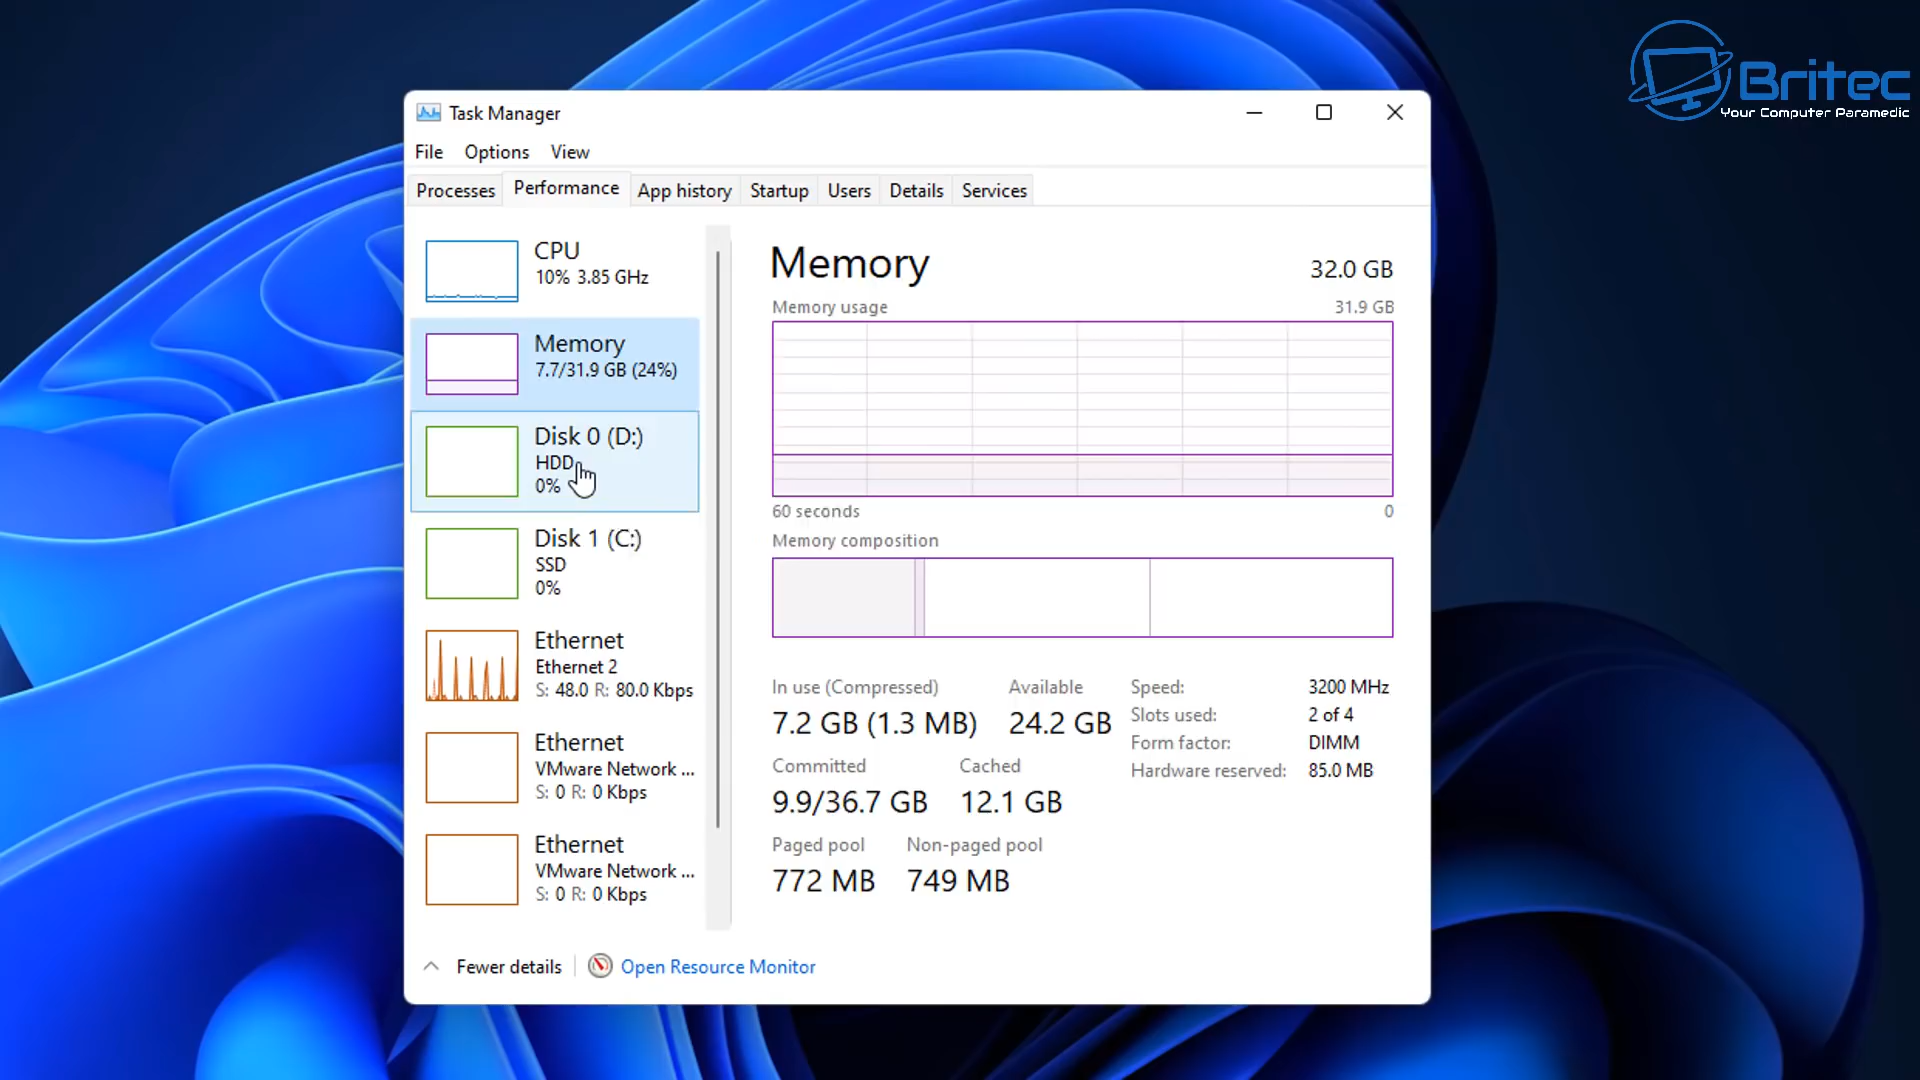 Britec
Your Computer Paramedic
Task Manager
File Options View
Processes Performance App history Startup Users Details Services
CPU
10% 3.85 GHz
Memory
7.7/31.9 GB (24%)
Disk 0 (D:)
HDD
0%
Disk 1 (C:)
SSD
0%
Ethernet
Ethernet 2
S: 48.0 R: 80.0 Kbps
Ethernet
VMware Network ...
S: 0 R: 0 Kbps
Ethernet
VMware Network ...
S: 0 R: 0 Kbps
Memory 32.0 GB
Memory usage 31.9 GB
60 seconds 0
Memory composition
In use (Compressed) Available
7.2 GB (1.3 MB) 24.2 GB
Committed Cached
9.9/36.7 GB 12.1 GB
Paged pool Non-paged pool
772 MB 749 MB
Speed: 3200 MHz
Slots used: 2 of 4
Form factor: DIMM
Hardware reserved: 85.0 MB
Fewer details Open Resource Monitor